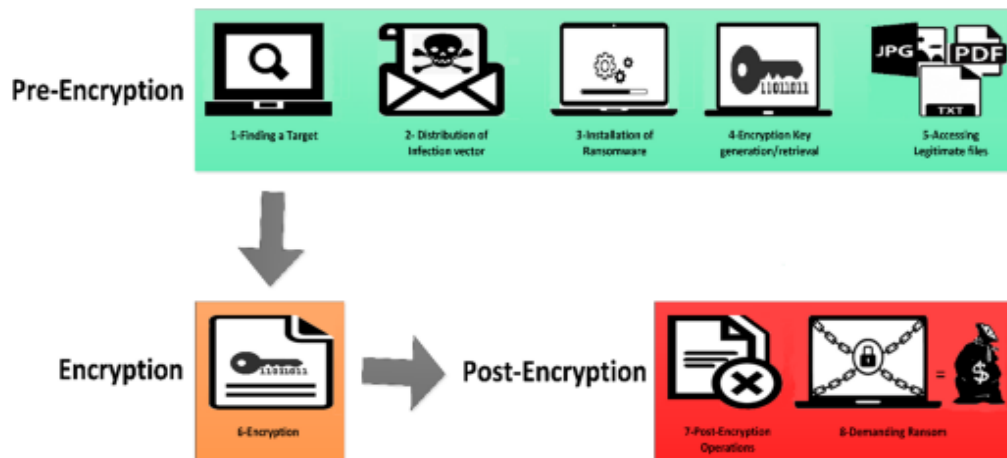 Pre-Encryption
JPG
PDF
TXT
11011011
1-Finding a Target
2- Distribution of
Infection vector
3-Installation of
Ransomware
4-Encryption Key
generation/retrieval
5-Accessing
Legitimate files
Encryption
11011011
6-Encryption
Post-Encryption
=
$
7-Post-Encryption
Operations
8-Demanding Ransom